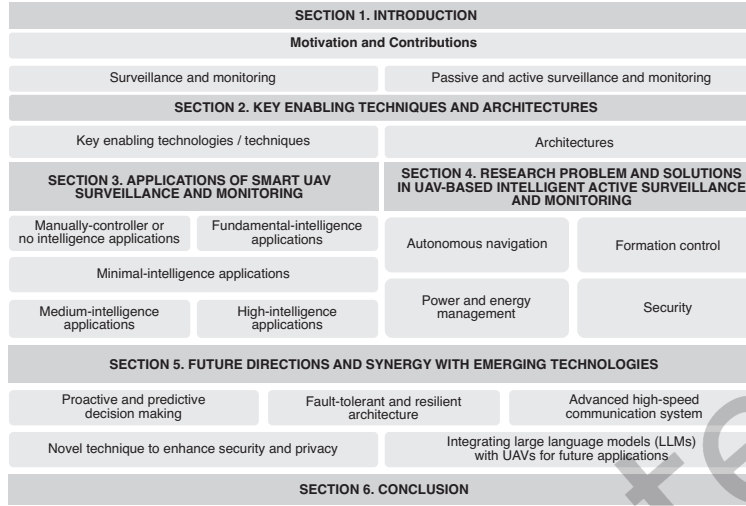 SECTION 1. INTRODUCTION
Motivation and Contributions
Surveillance and monitoring
Passive and active surveillance and monitoring
SECTION 2. KEY ENABLING TECHNIQUES AND ARCHITECTURES
Key enabling technologies / techniques
Architectures
SECTION 3. APPLICATIONS OF SMART UAV
SURVEILLANCE AND MONITORING
Manually-controller or
no intelligence applications
Fundamental-intelligence
applications
Minimal-intelligence applications
Medium-intelligence
applications
High-intelligence
applications
SECTION 4. RESEARCH PROBLEM AND SOLUTIONS
IN UAV-BASED INTELLIGENT ACTIVE SURVEILLANCE
AND MONITORING
Autonomous navigation
Formation control
Power and energy
management
Security
SECTION 5. FUTURE DIRECTIONS AND SYNERGY WITH EMERGING TECHNOLOGIES
Proactive and predictive
decision making
Fault-tolerant and resilient
architecture
Advanced high-speed
communication system
Novel technique to enhance security and privacy
Integrating large language models (LLMs)
with UAVs for future applications
SECTION 6. CONCLUSION